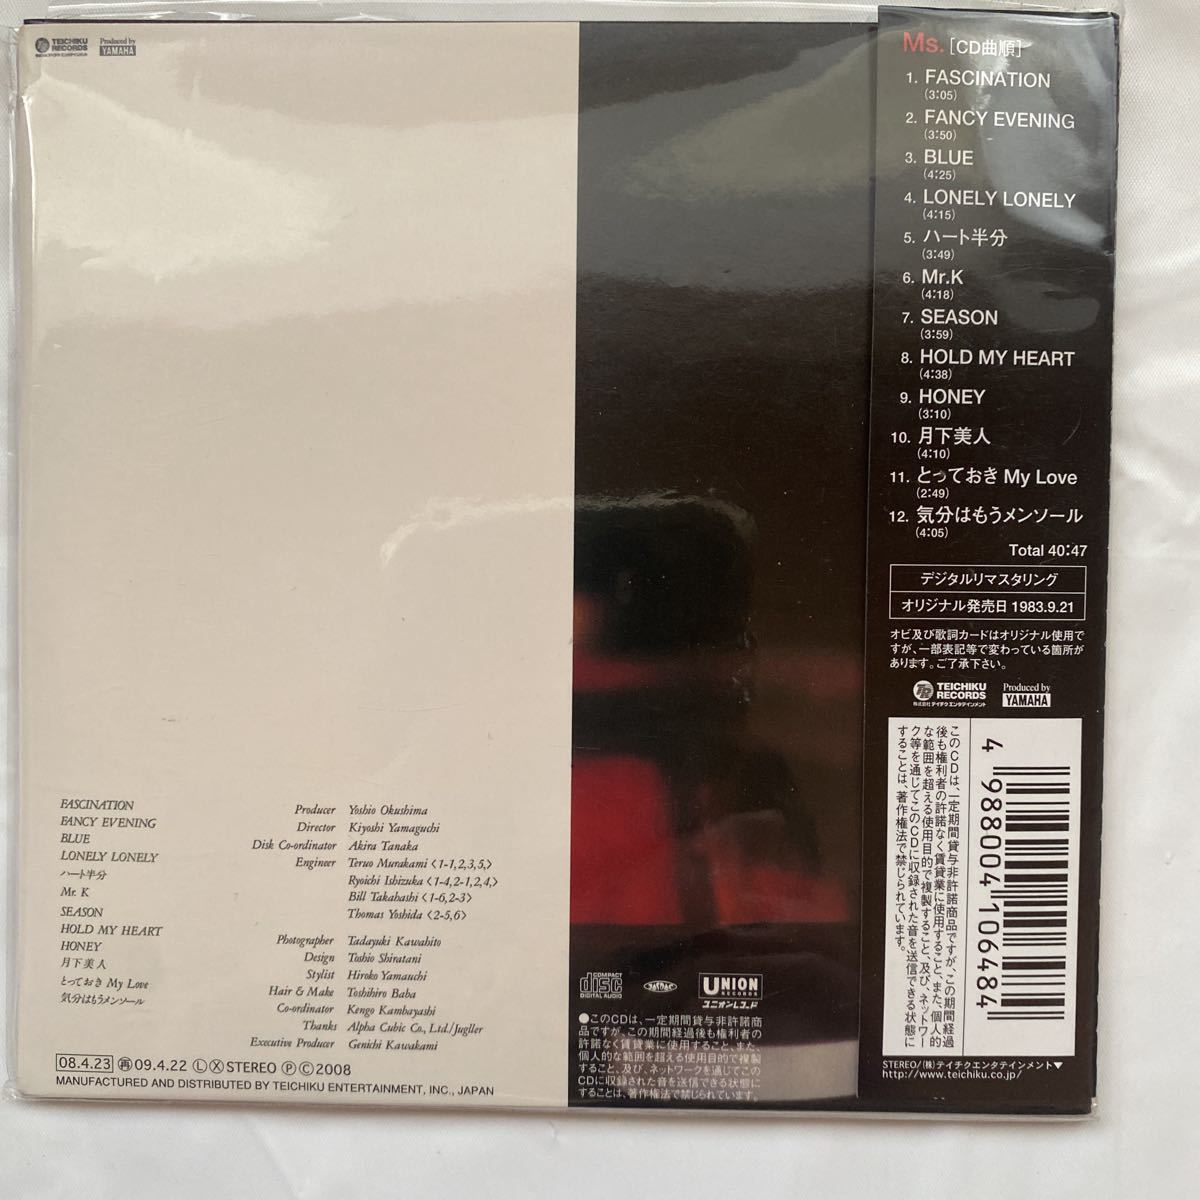 TEICHIKU
RECORDS
Produced by
YAMAHA
FASCINATION
FANCY EVENING
BLUE
LONELY LONELY
ハート半分
Mr. K
SEASON
HOLD MY HEART
HONEY
月下美人
とっておき My Love
気分はもうメンソール
Producer Yoshio Okushima
Director Kiyoshi Yamaguchi
Disk Co-ordinator Akira Tanaka
Engineer Teruo Murakami〈1-1,2,3,5,〉
Ryoichi Ishizuka〈1-4,2-1,2,4,〉
Bill Takahashi〈1-6,2-3〉
Thomas Yoshida〈2-5,6〉
Photographer Tadayuki Kawahito
Design Toshio Shiratani
Stylist Hiroko Yamauchi
Hair & Make Toshihiro Baba
Co-ordinator Kengo Kambayashi
Thanks Alpha Cubic Co., Ltd./Jugller
Executive Producer Genichi Kawakami
08.4.23 ㊞09.4.22 ⓁⓍSTEREO ⓅⒸ2008
MANUFACTURED AND DISTRIBUTED BY TEICHIKU ENTERTAINMENT, INC., JAPAN
COMPACT
disc
DIGITAL AUDIO
UNION
RECORDS
ユニオンレコード
●このCDは、一定期間貸与非許諾商
品ですが、この期間経過後も権利者の
許諾なく賃貸業に使用すること、また、
個人的な範囲を超える使用目的で複製
すること、及び、ネットワーク等を通じてこの
CDに収録された音を送信できる状態に
することは、著作権法で禁じられています。
Ms. [CD曲順]
1. FASCINATION
(3:05)
2. FANCY EVENING
(3:50)
3. BLUE
(4:25)
4. LONELY LONELY
(4:15)
5. ハート半分
(3:49)
6. Mr.K
(4:18)
7. SEASON
(3:59)
8. HOLD MY HEART
(4:38)
9. HONEY
(3:10)
10. 月下美人
(4:10)
11. とっておき My Love
(2:49)
12. 気分はもうメンソール
(4:05)
Total 40:47
デジタルリマスタリング
オリジナル発売日 1983.9.21
オビ及び歌詞カードはオリジナル使用で
すが、一部表記等で変わっている箇所が
あります。ご了承下さい。
TEICHIKU
RECORDS
株式会社テイチクエンタテインメント
Produced by
YAMAHA
このCDは、一定期間貸与非許諾商品ですが、この期間経過
後も権利者の許諾なく賃貸業に使用すること、また、個人的
な範囲を超える使用目的で複製すること、及び、ネットワー
ク等を通じてこのCDに収録された音を送信できる状態に
することは、著作権法で禁じられています。
4 988004 106484
STEREO/(株)テイチクエンタテインメント▼
http://www.teichiku.co.jp/